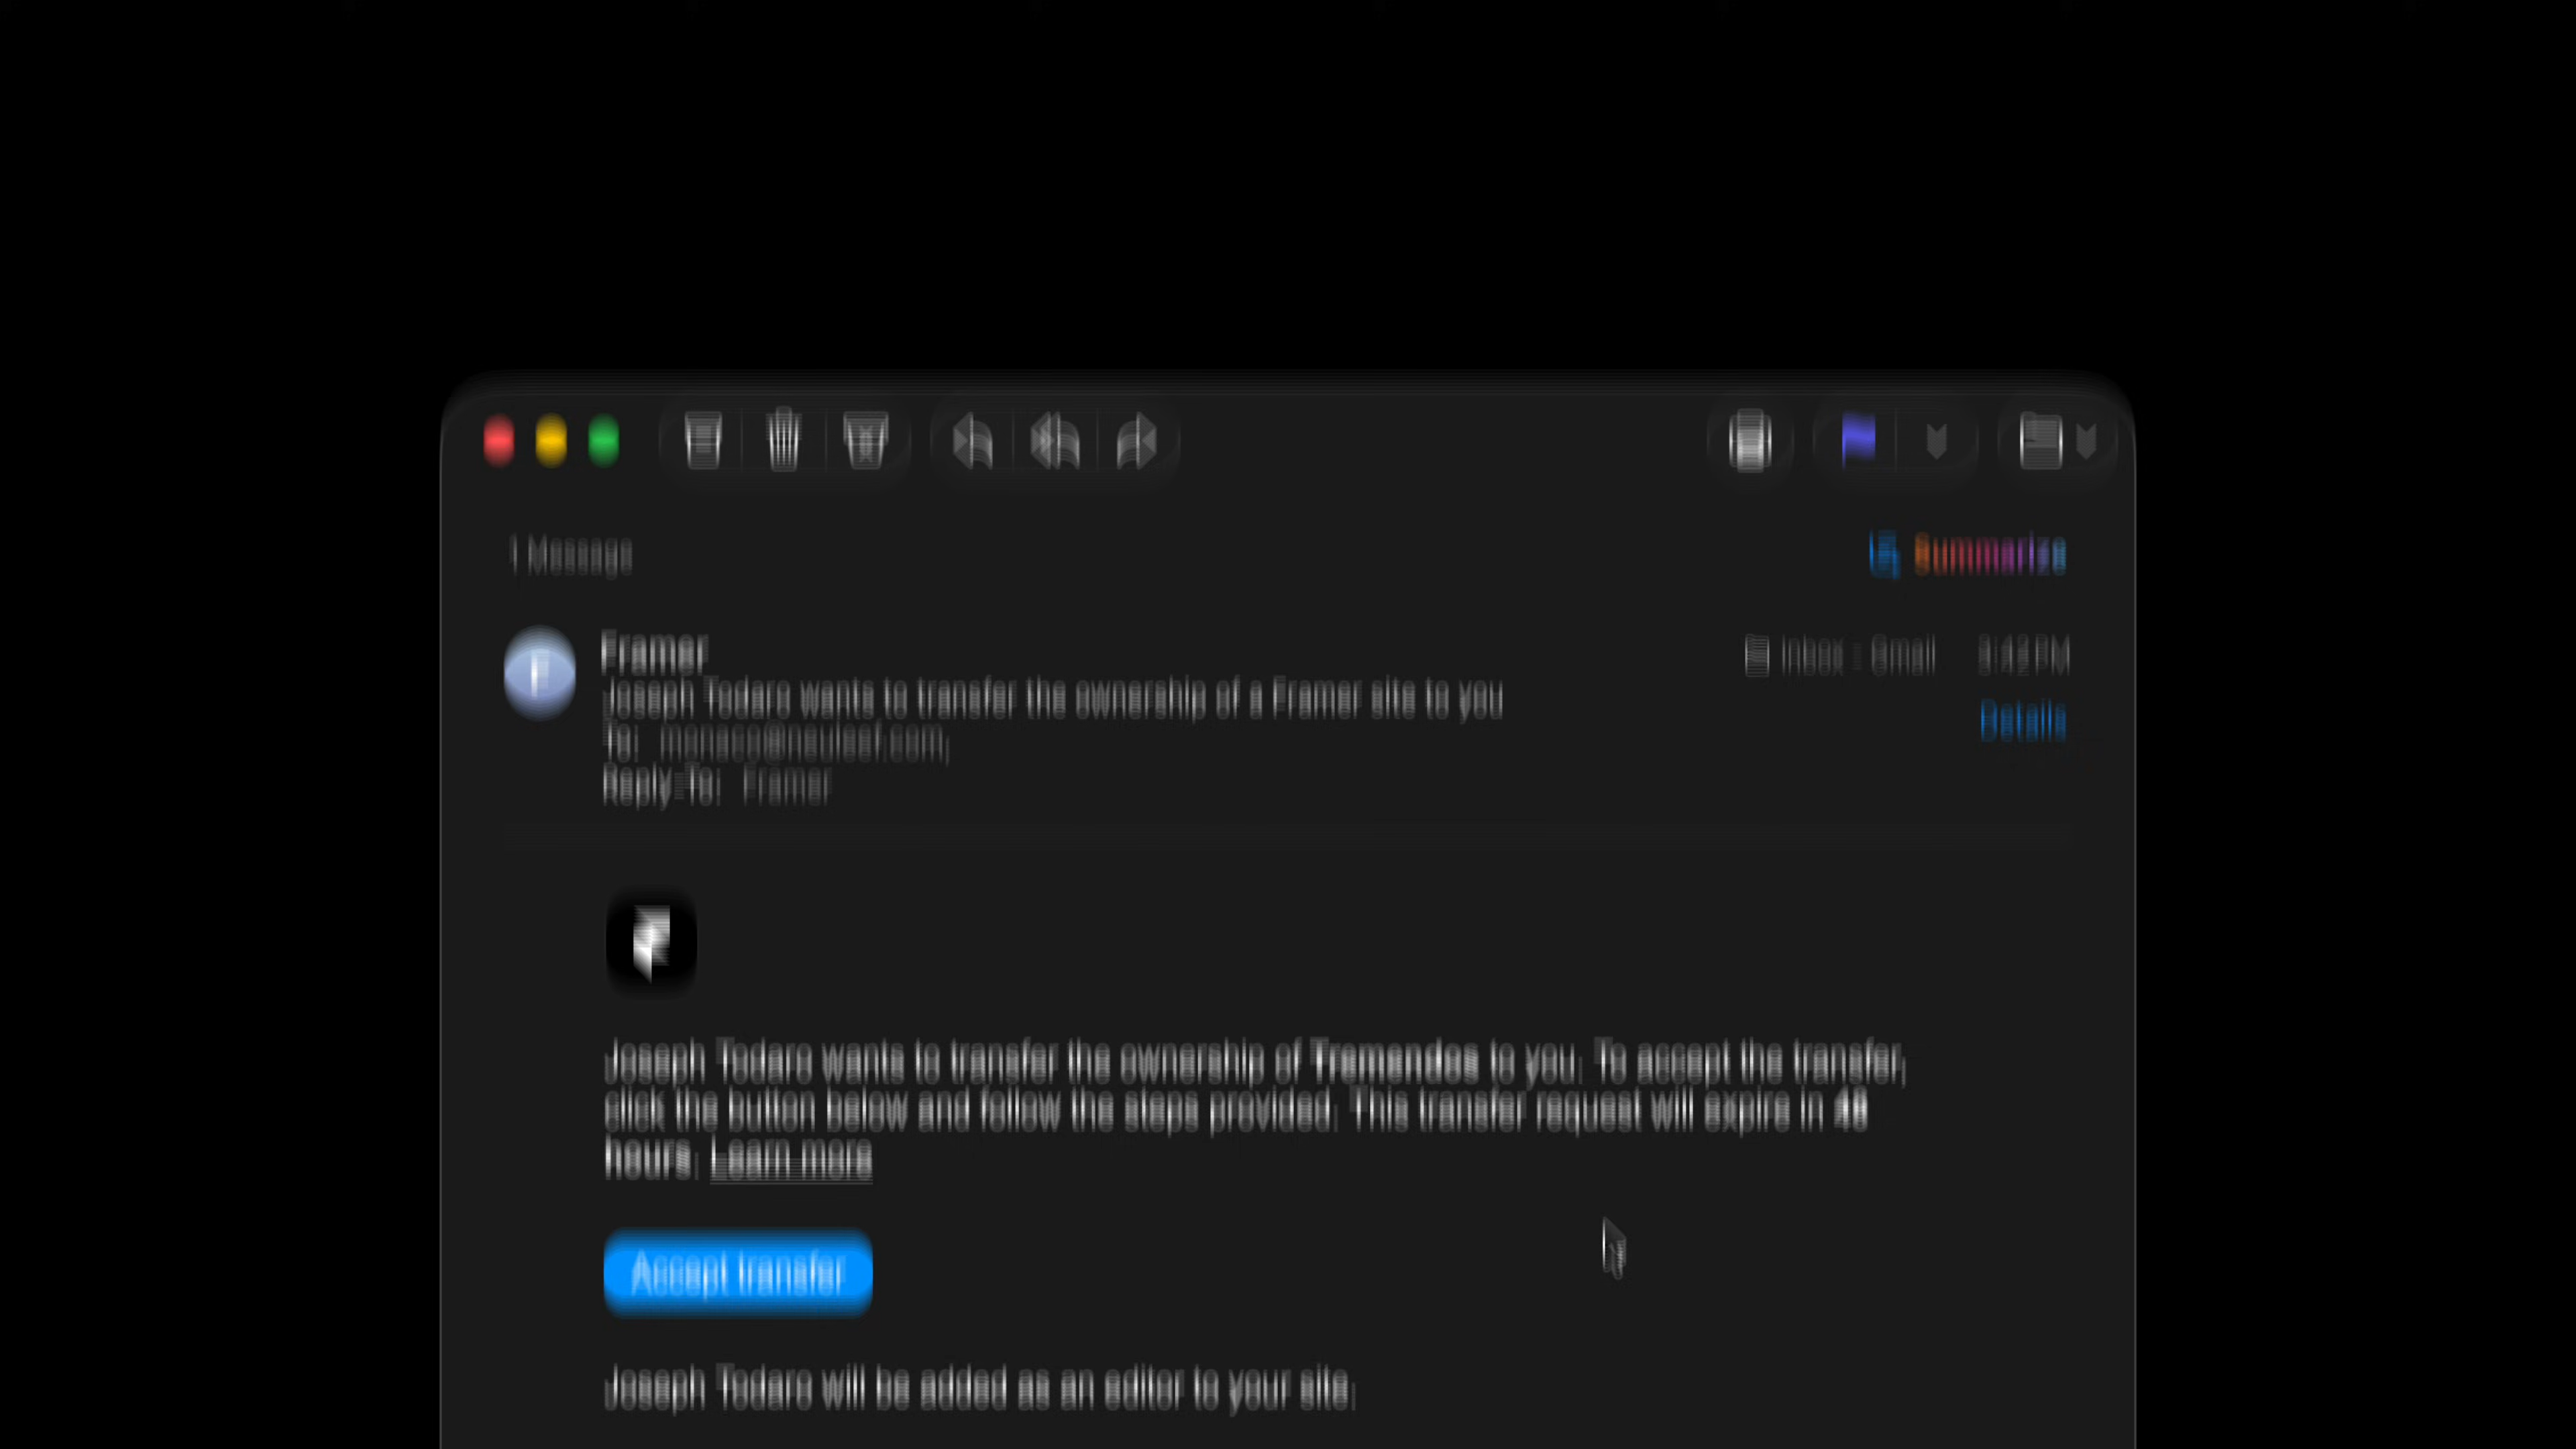 1 Message
Summarize
Framer
Inbox - Gmail
3:42 PM
Joseph Todaro wants to transfer the ownership of a Framer site to you
Details
To:
Reply-To: Framer
Joseph Todaro wants to transfer the ownership of Tremendos to you. To accept the transfer,
click the button below and follow the steps provided. This transfer request will expire in 48
hours. Learn more
Accept transfer
Joseph Todaro will be added as an editor to your site.